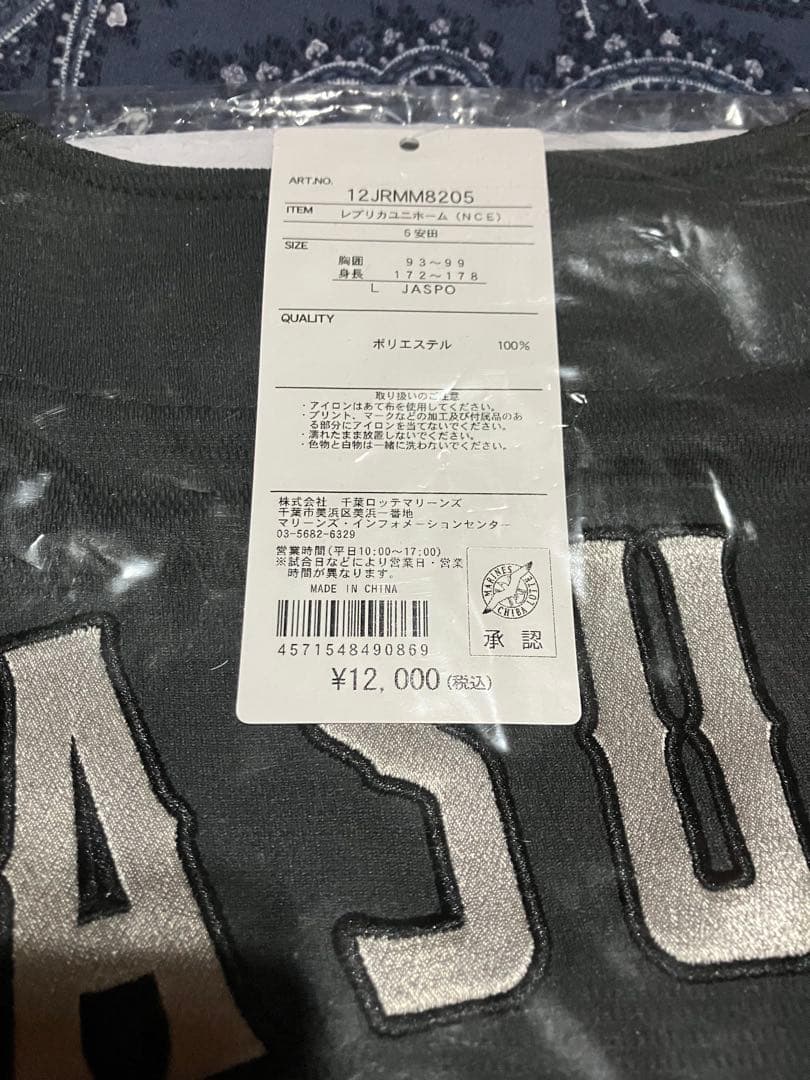 ART.NO.
12JRMM8205
ITEM
レプリカユニホーム(NCE)
5安田
SIZE
胸囲 93〜99
身長 172〜178
L JASPO
QUALITY
ポリエステル 100%
取り扱いのご注意
・アイロンはあて布を使用してください。
・プリント、マークなどの加工及び付属品のあ
る部分にアイロンを当てないでください。
・濡れたまま放置しないでください。
・色物と白物は一緒に洗わないでください。
株式会社 千葉ロッテマリーンズ
千葉市美浜区美浜一番地
マリーンズ・インフォメーションセンター
03-5682-6329
営業時間(平日10:00〜17:00)
※試合日などにより営業日・営業
時間が異なります。
MADE IN CHINA
MARINES
LOTTE
CHIBA
承認
4571548490869
¥12,000(税込)
ASU